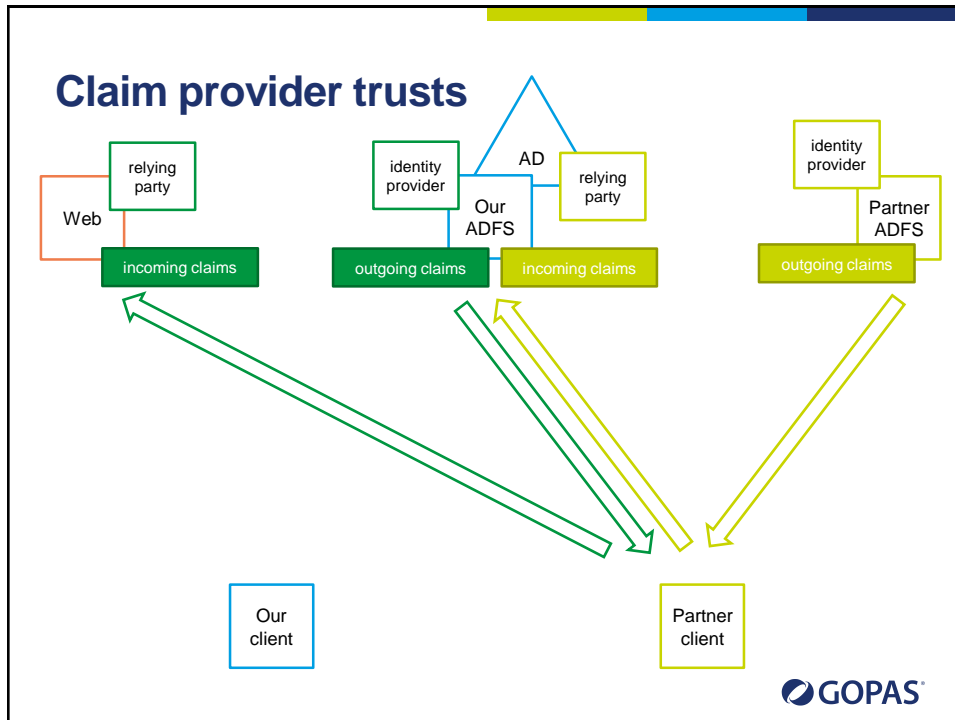 Claim provider trusts
relying
party
Web
incoming claims
identity
provider
AD
Our
ADFS
relying
party
outgoing claims
incoming claims
identity
provider
Partner
ADFS
outgoing claims
Our
client
Partner
client
GOPAS®